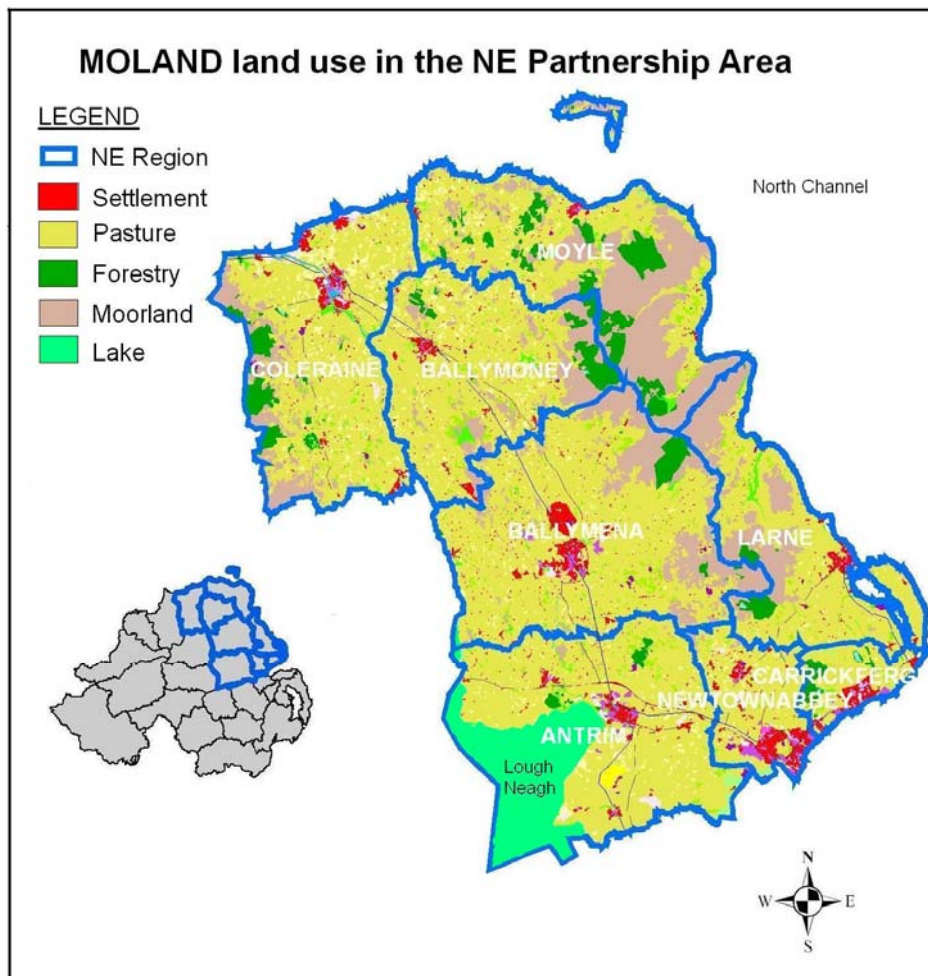 MOLAND land use in the NE Partnership Area
LEGEND
NE Region
Settlement
Pasture
Forestry
Moorland
Lake
North Channel
MOYLE
COLERAINE
BALLYMONEY
BALLYMENA
LARNE
CARRICKFERG
NEWTOWNABBEY
ANTRIM
Lough
Neagh
N
W E
S